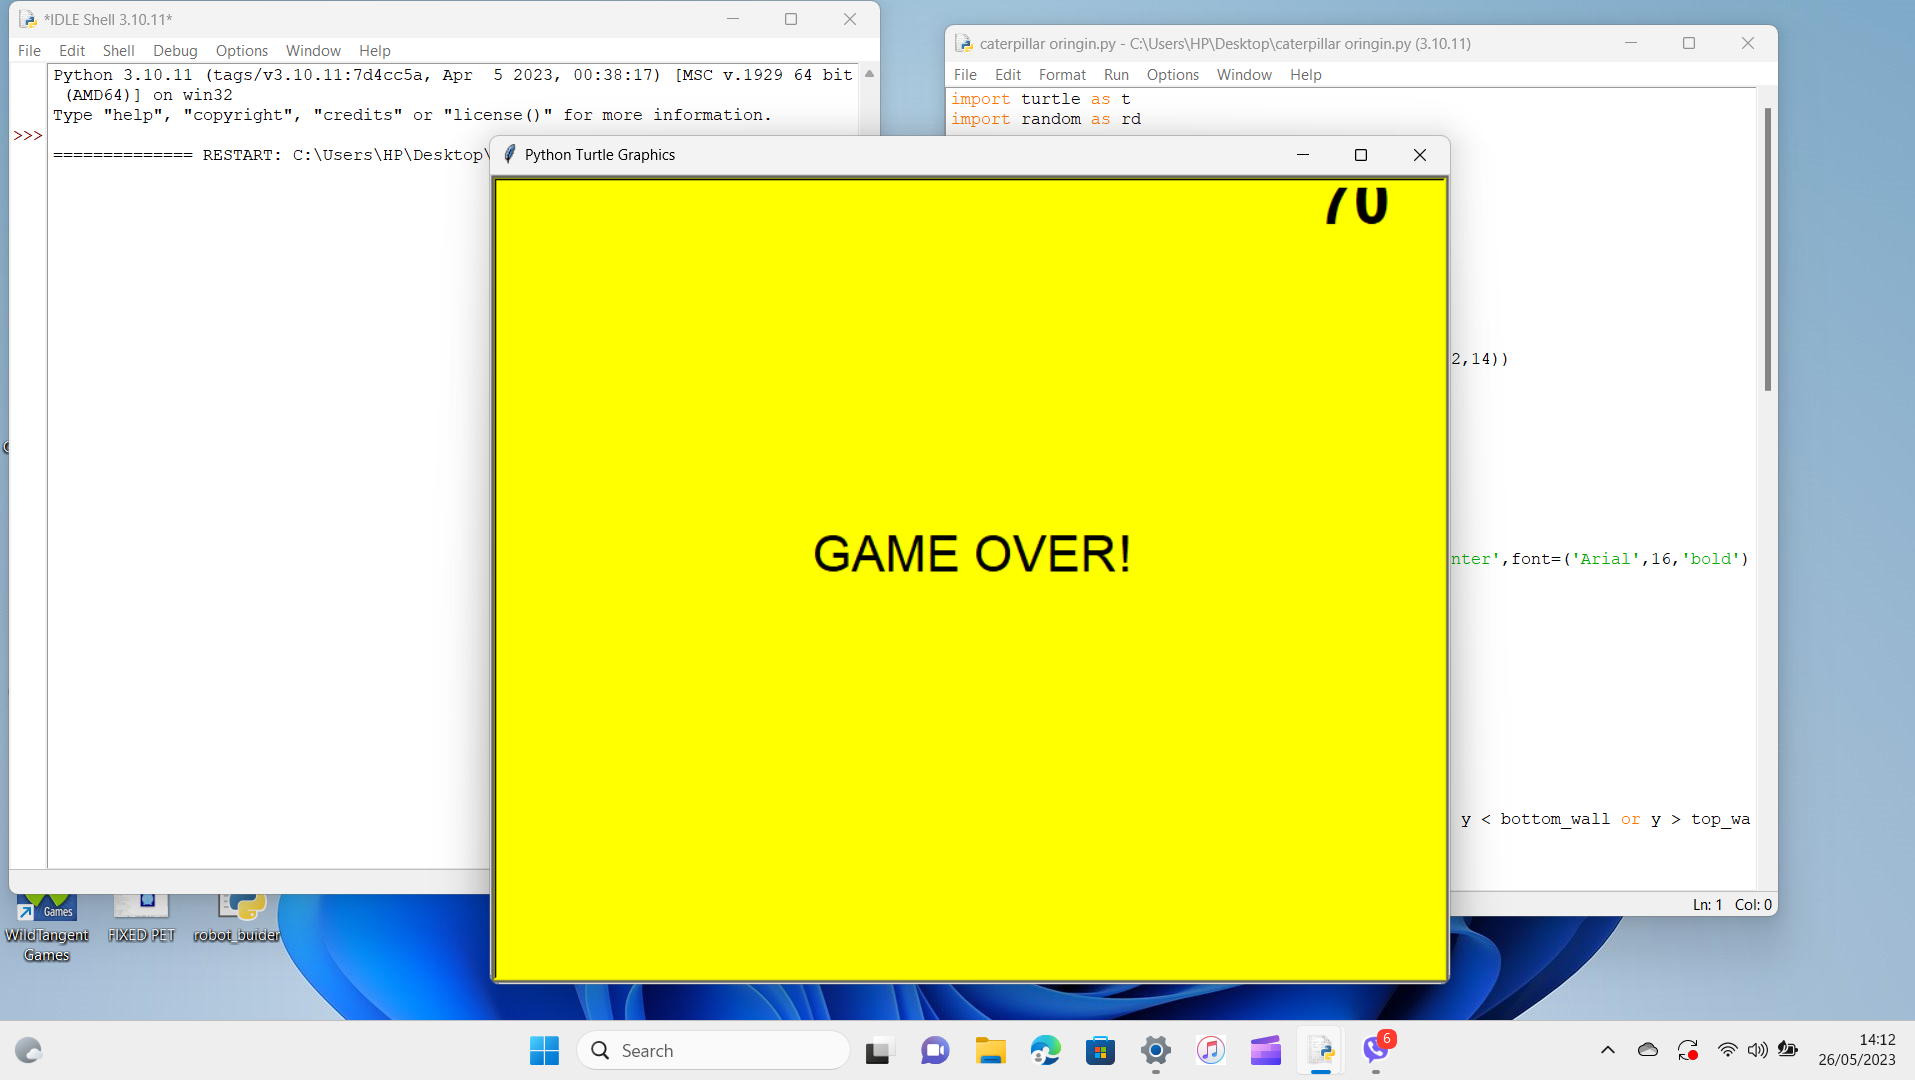 *IDLE Shell 3.10.11*
File Edit Shell Debug Options Window Help
Python 3.10.11 (tags/v3.10.11:7d4cc5a, Apr  5 2023, 00:38:17) [MSC v.1929 64 bit
(AMD64)] on win32
Type "help", "copyright", "credits" or "license()" for more information.
>>>
============== RESTART: C:\Users\HP\Desktop\
caterpillar oringin.py - C:\Users\HP\Desktop\caterpillar oringin.py (3.10.11)
File Edit Format Run Options Window Help
import turtle as t
import random as rd
2,14))
nter',font=('Arial',16,'bold')
y < bottom_wall or y > top_wa
Ln: 1 Col: 0
Python Turtle Graphics
70
GAME OVER!
Games
WildTangent
Games
FIXED PET
robot_buider
Search
6
14:12
26/05/2023